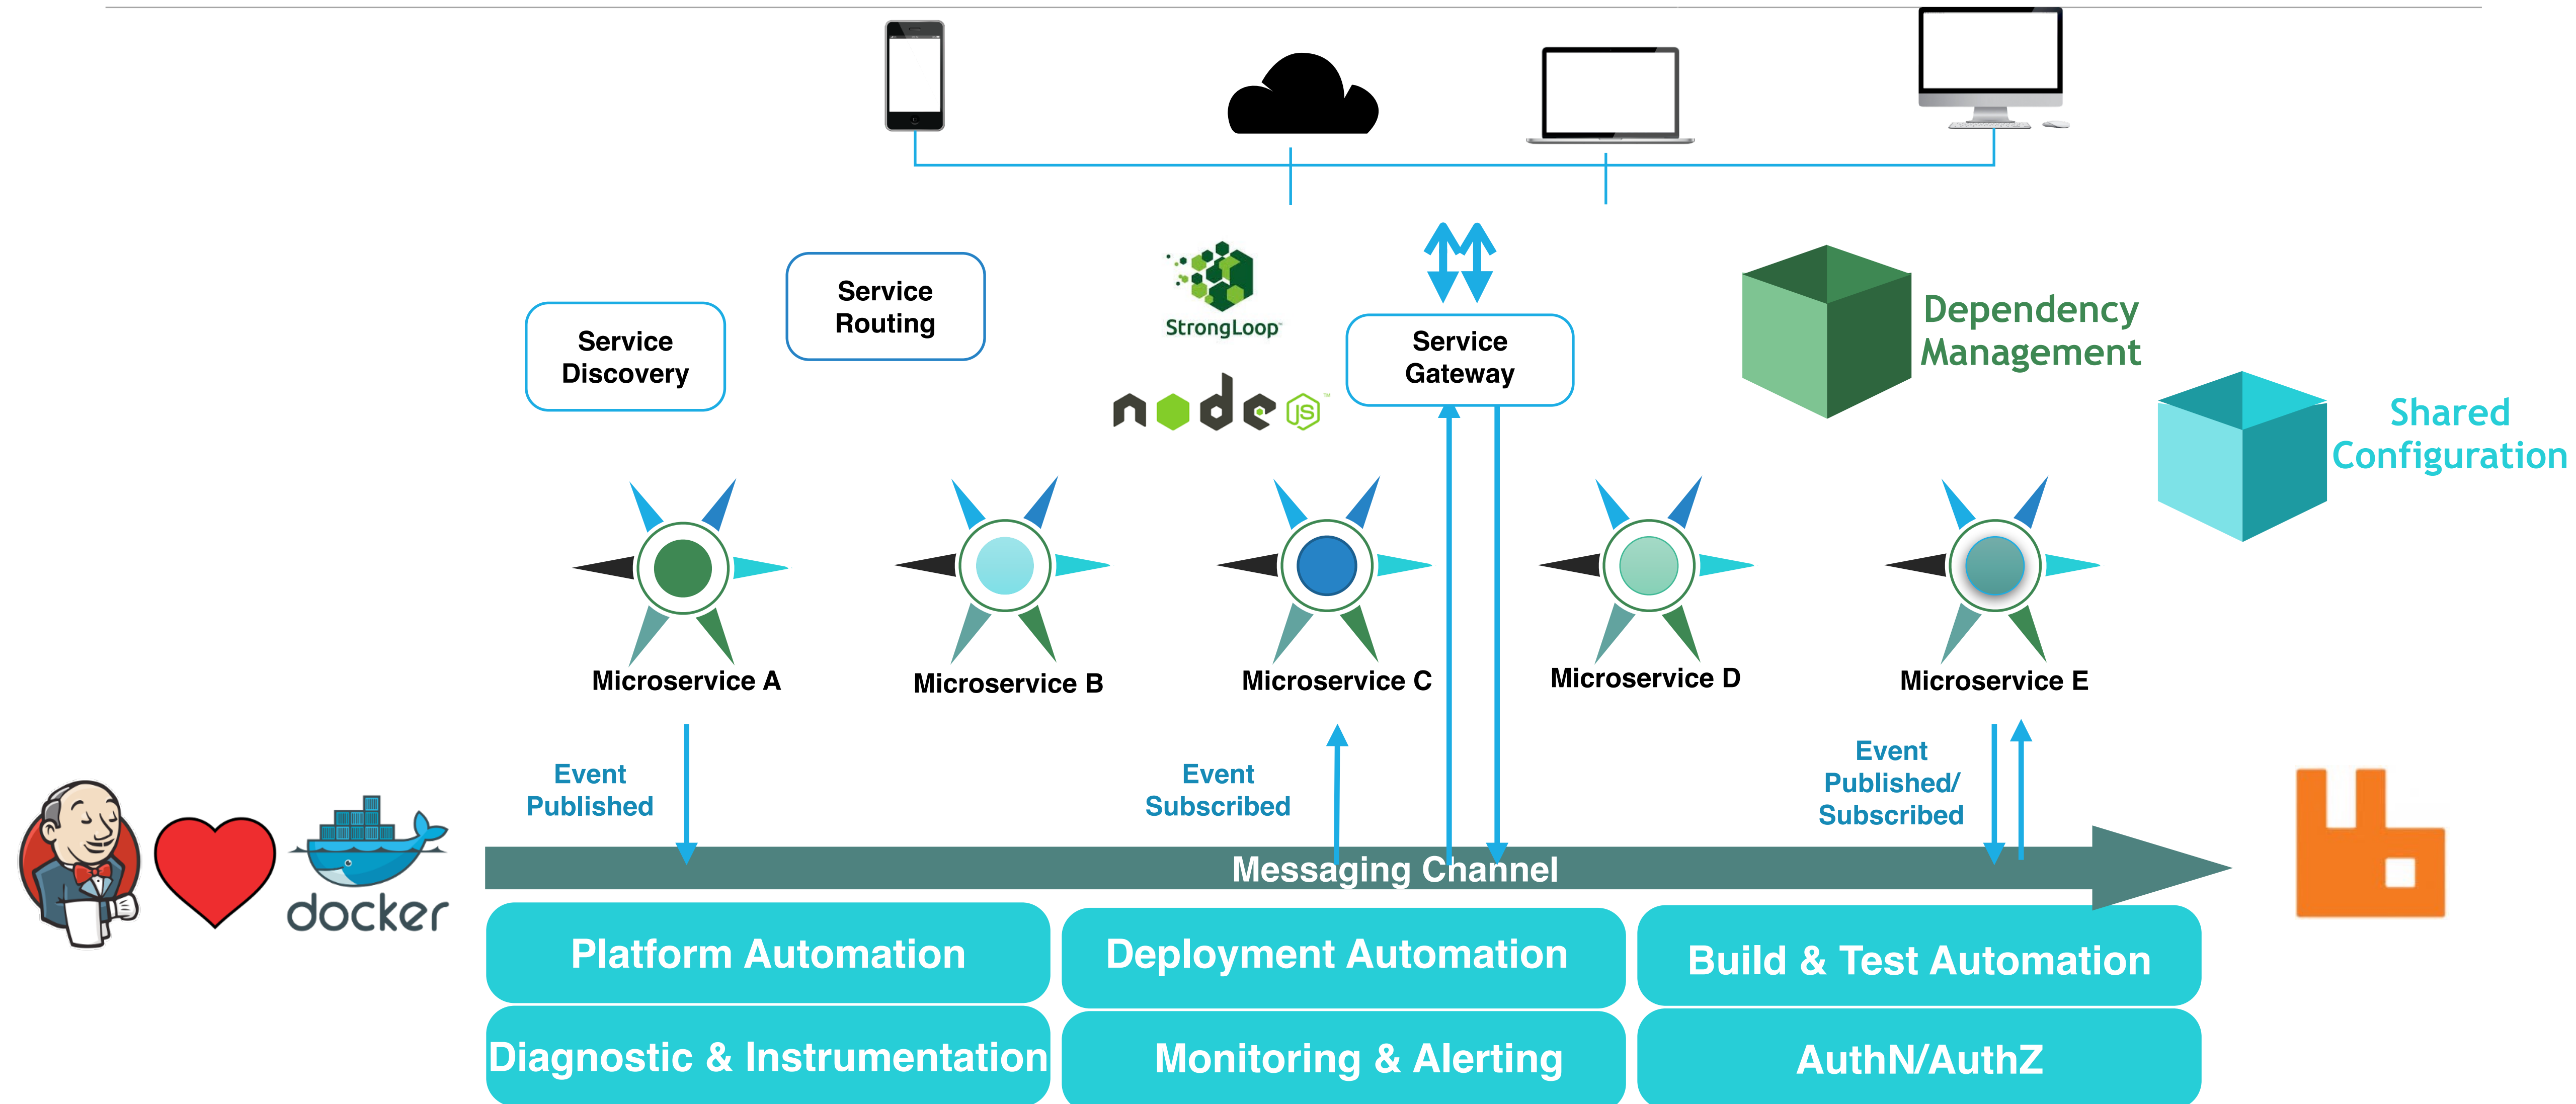 Service
Discovery
Service
Routing
StrongLoop™
node JS™
Service
Gateway
Dependency
Management
Shared
Configuration
Microservice A
Microservice B
Microservice C
Microservice D
Microservice E
Event
Published
Event
Subscribed
Event
Published/
Subscribed
docker
Messaging Channel
Platform Automation
Deployment Automation
Build & Test Automation
Diagnostic & Instrumentation
Monitoring & Alerting
AuthN/AuthZ